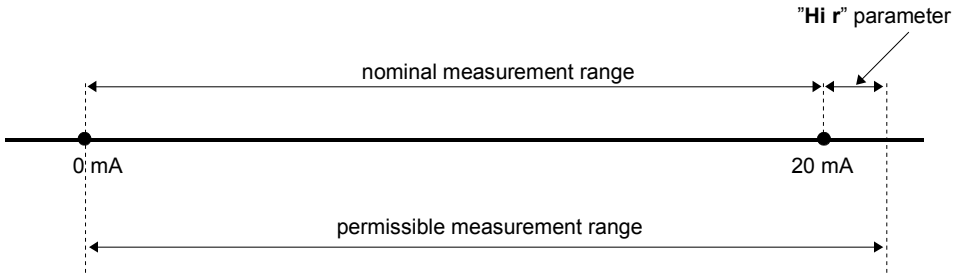 ”Hi r” parameter
nominal measurement range
0 mA
20 mA
permissible measurement range